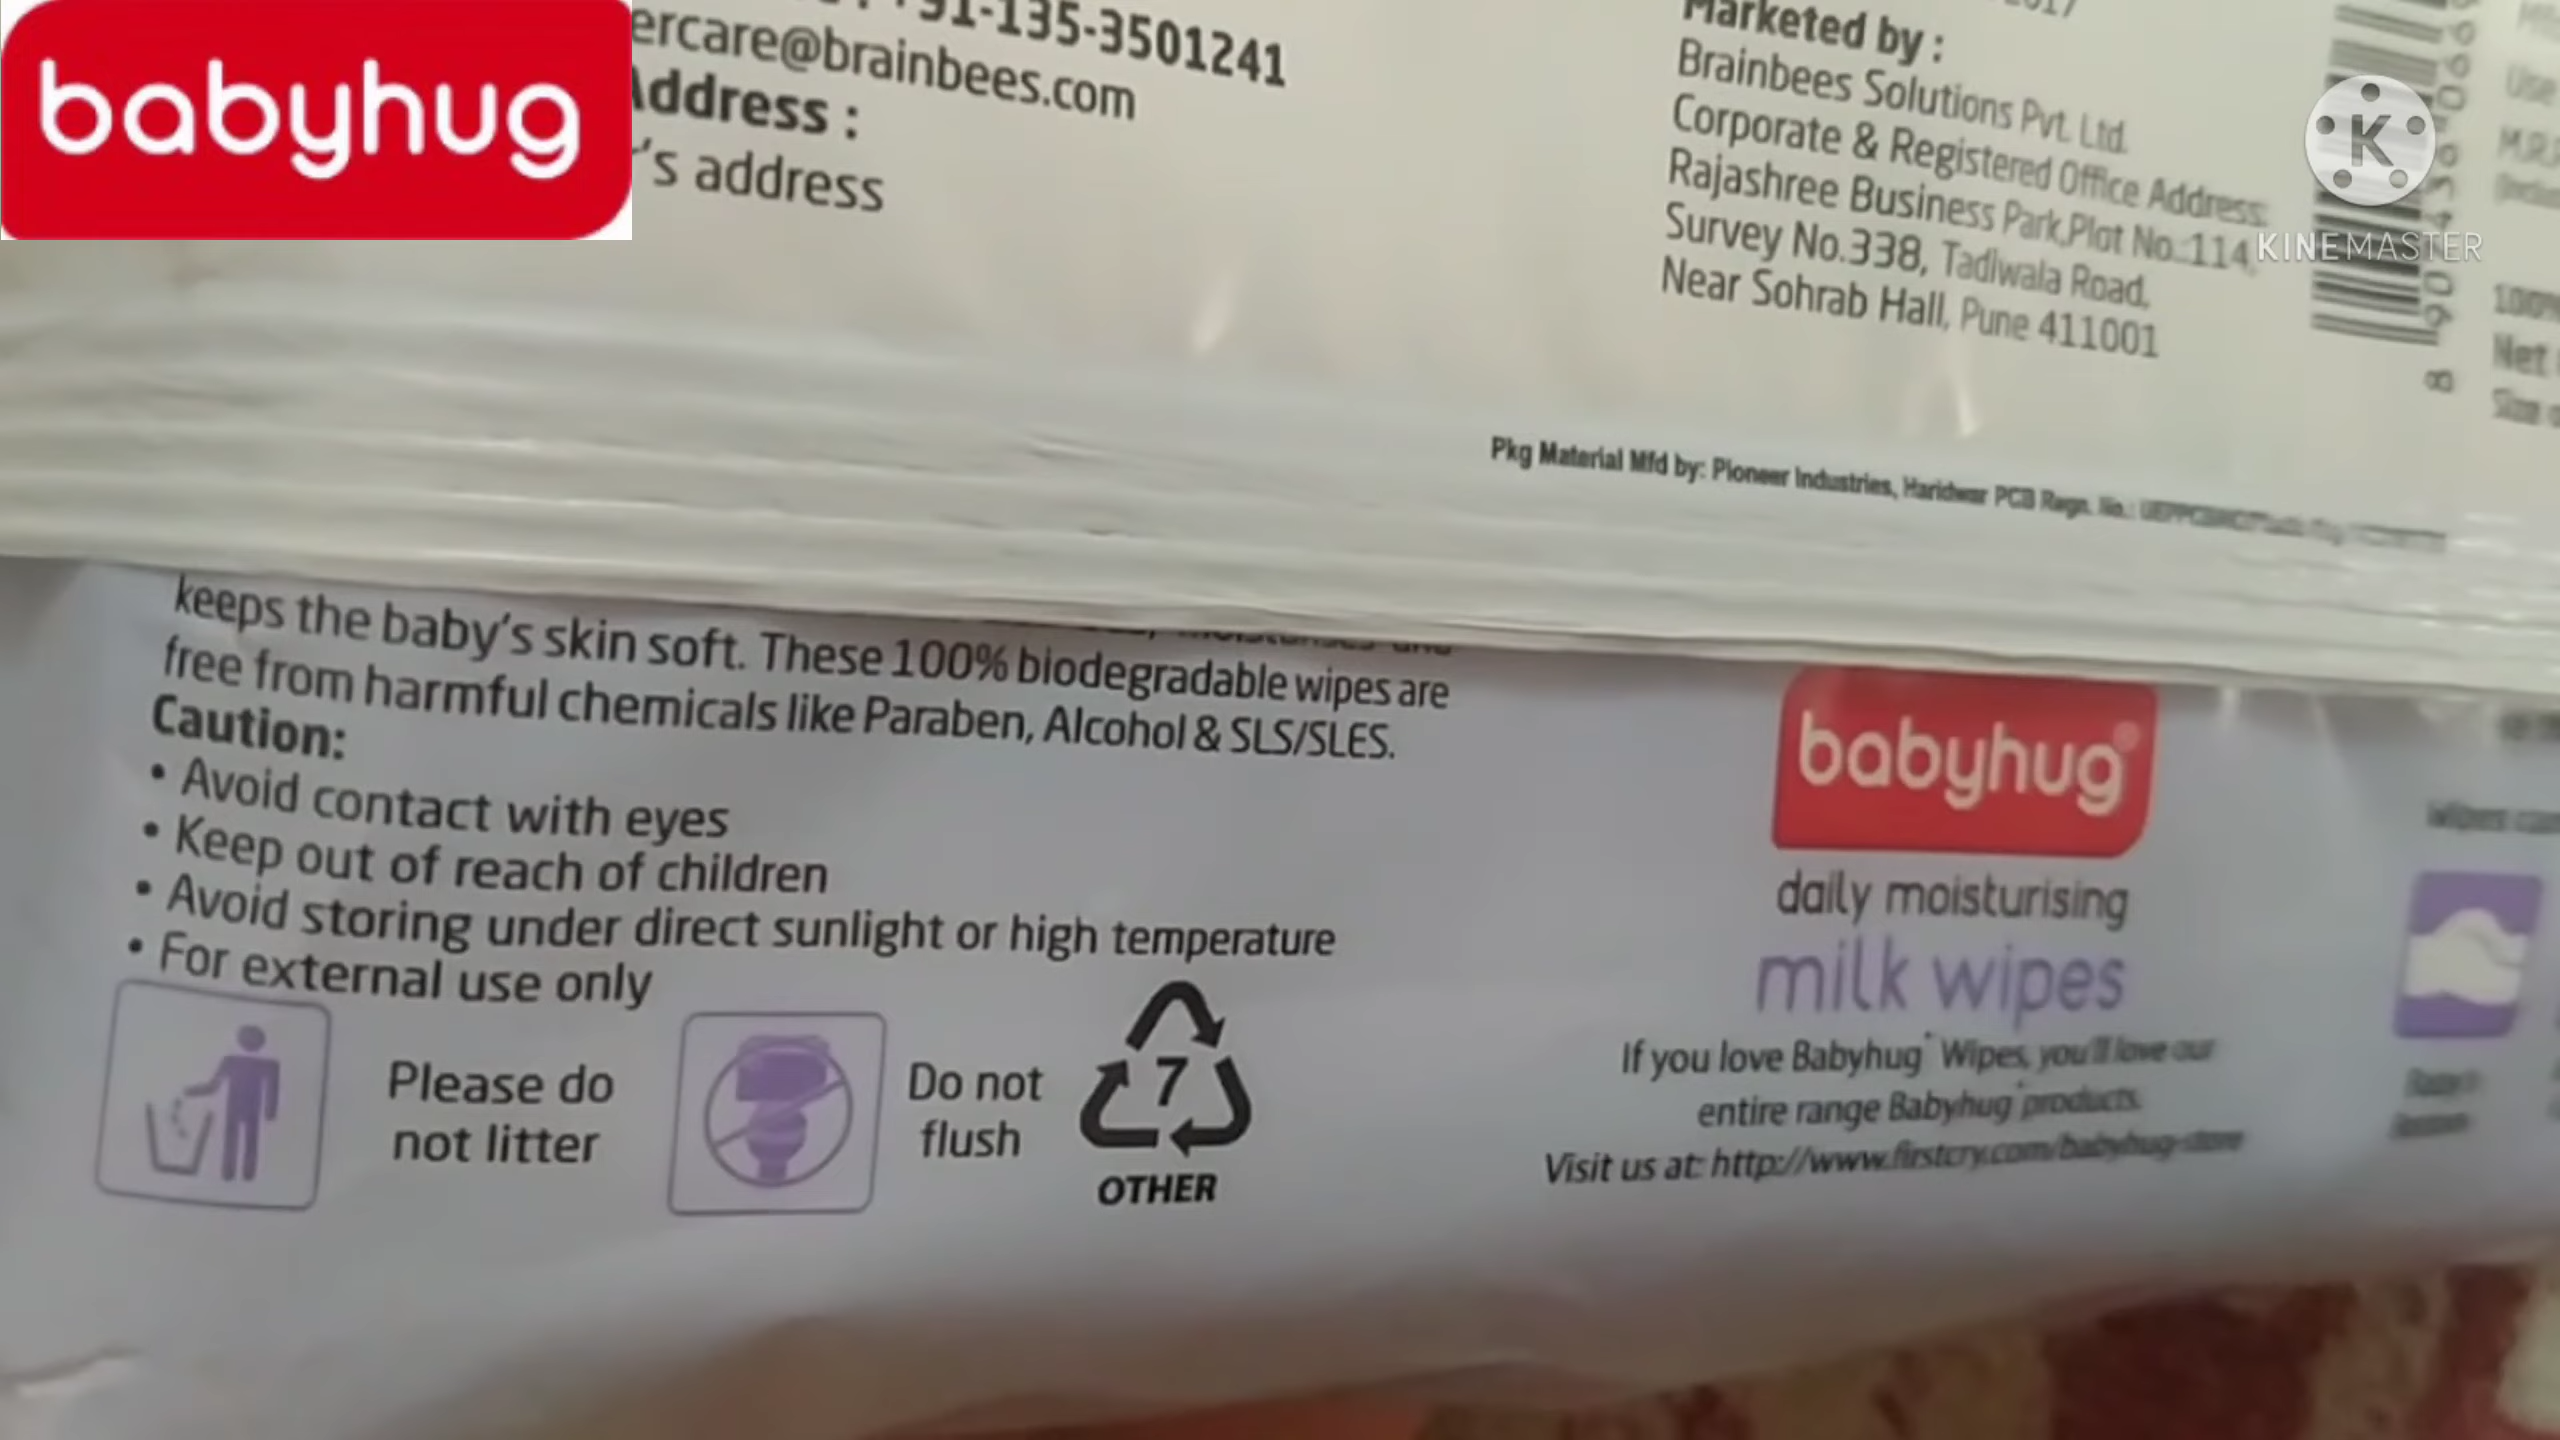 babyhug
+91-135-3501241
ercare@brainbees.com
Address :
's address
Marketed by :
Brainbees Solutions Pvt. Ltd.
Corporate & Registered Office Address:
Rajashree Business Park,Plot No.:114,
Survey No.338, Tadiwala Road,
Near Sohrab Hall, Pune 411001
K
KINEMASTER
100%
Net
Pkg Material Mfd by: Pioneer Industries, Haridwar PCB Regn. No.:
keeps the baby's skin soft. These 100% biodegradable wipes are
free from harmful chemicals like Paraben, Alcohol & SLS/SLES.
Caution:
• Avoid contact with eyes
• Keep out of reach of children
• Avoid storing under direct sunlight or high temperature
• For external use only
Please do
not litter
Do not
flush
7
OTHER
babyhug®
daily moisturising
milk wipes
If you love Babyhug Wipes, you'll love our
entire range Babyhug products.
Visit us at: http://www.firstcry.com/babyhug-store